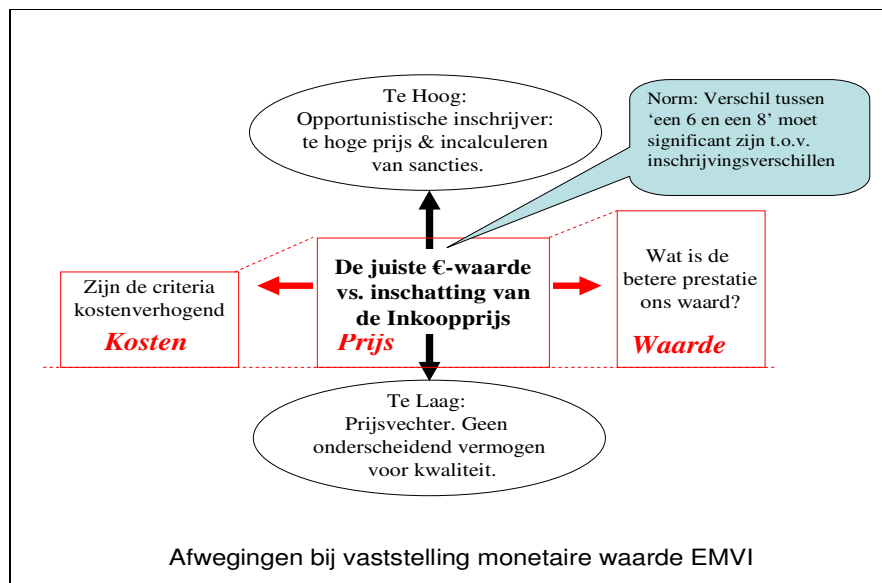 Te Hoog:
Opportunistische inschrijver:
te hoge prijs & incalculeren
van sancties.
Norm: Verschil tussen
‘een 6 en een 8’ moet
significant zijn t.o.v.
inschrijvingsverschillen
Zijn de criteria
kostenverhogend
Kosten
De juiste €-waarde
vs. inschatting van
de Inkoopprijs
Prijs
Wat is de
betere prestatie
ons waard?
Waarde
Te Laag:
Prijsvechter. Geen
onderscheidend vermogen
voor kwaliteit.
Afwegingen bij vaststelling monetaire waarde EMVI